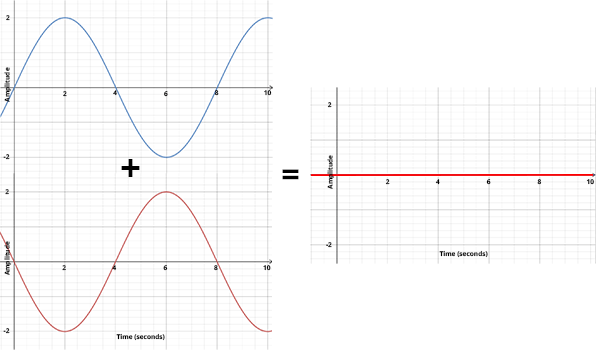 2
Amplitude
2 4 6 8 10
-2
+
2
Amplitude
2 4 6 8 10
-2
Time (seconds)
=
2
Amplitude
2 4 6 8 10
-2
Time (seconds)